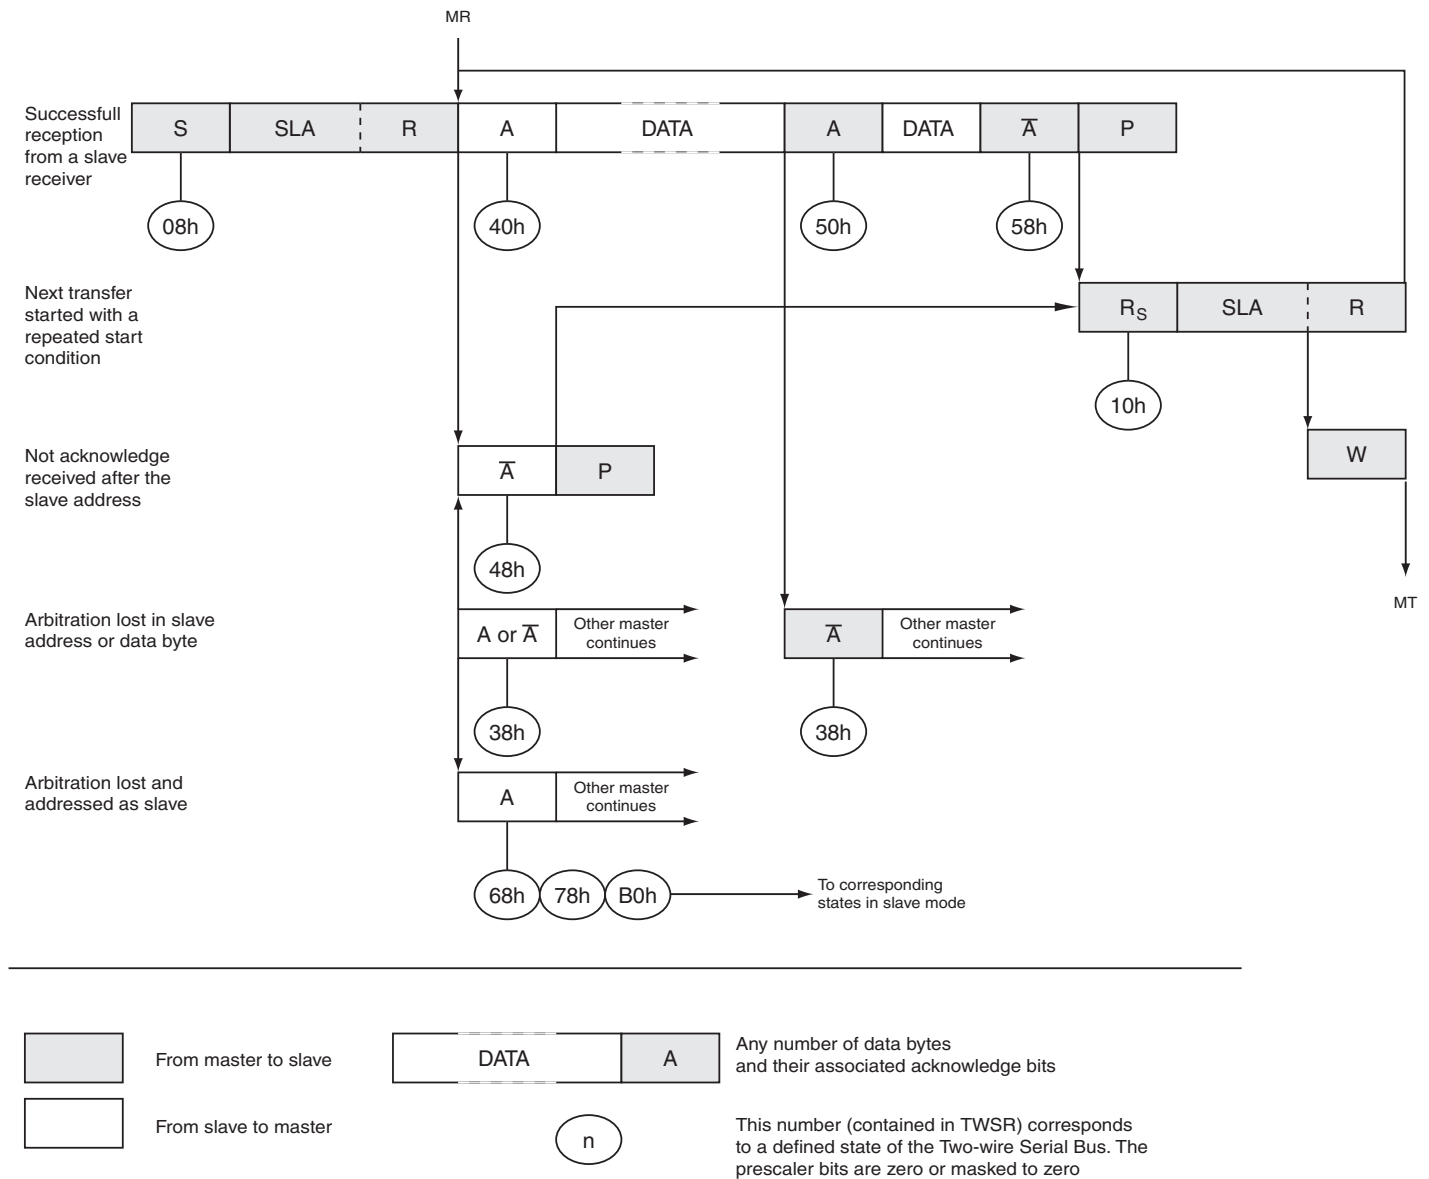 MR
Successfull
reception
from a slave
receiver
S SLA R A DATA A DATA A̅ P
08h 40h 50h 58h
Next transfer
started with a
repeated start
condition
RS SLA R
10h
Not acknowledge
received after the
slave address
A̅ P
W
48h
MT
Arbitration lost in slave
address or data byte
A or A̅ Other master
continues
A̅ Other master
continues
38h 38h
Arbitration lost and
addressed as slave
A Other master
continues
68h 78h B0h
To corresponding
states in slave mode
From master to slave
DATA A
Any number of data bytes
and their associated acknowledge bits
From slave to master
n
This number (contained in TWSR) corresponds
to a defined state of the Two-wire Serial Bus. The
prescaler bits are zero or masked to zero